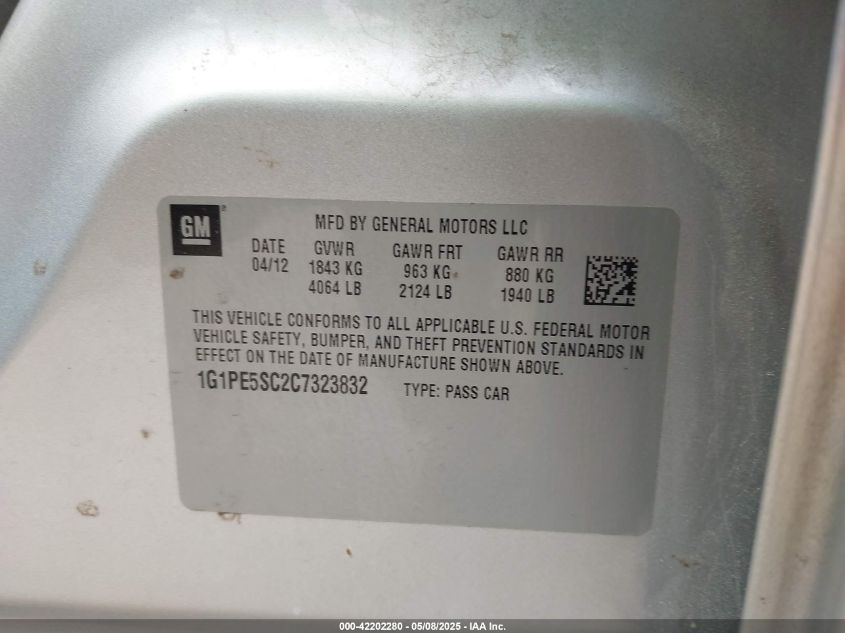 GM
MFD BY GENERAL MOTORS LLC
DATE GVWR GAWR FRT GAWR RR
04/12 1843 KG 963 KG 880 KG
4064 LB 2124 LB 1940 LB
THIS VEHICLE CONFORMS TO ALL APPLICABLE U.S. FEDERAL MOTOR
VEHICLE SAFETY, BUMPER, AND THEFT PREVENTION STANDARDS IN
EFFECT ON THE DATE OF MANUFACTURE SHOWN ABOVE.
1G1PE5SC2C7323832 TYPE: PASS CAR
000-42202280 - 05/08/2025 - IAA Inc.